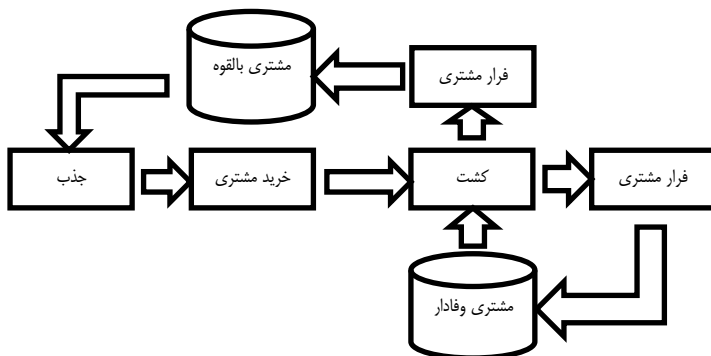 مشتری بالقوه
فرار مشتری
جذب
خرید مشتری
کشت
فرار مشتری
مشتری وفادار